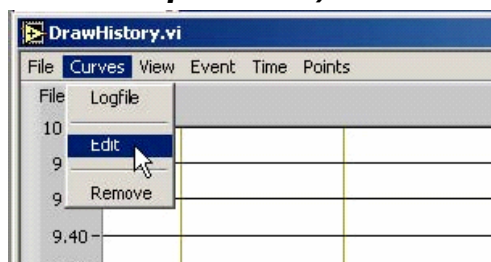 DrawHistory.vi
File Curves View Event Time Points
File
Logfile
10
Edit
9
9
Remove
9.40